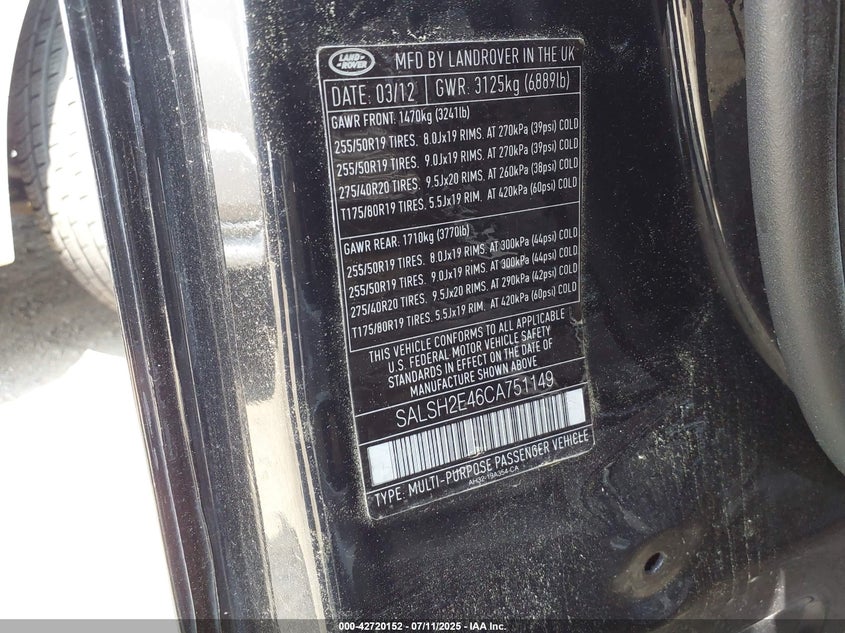 LAND ROVER
MFD BY LANDROVER IN THE UK
DATE: 03/12 GWR: 3125kg (6,889lb)
GAWR FRONT: 1470kg (3241lb)
255/50R19 TIRES. 8.0Jx19 RIMS. AT 270kPa (39psi) COLD
255/50R19 TIRES. 9.0Jx19 RIMS. AT 270kPa (39psi) COLD
275/40R20 TIRES. 9.5Jx20 RIMS. AT 260kPa (38psi) COLD
T175/80R19 TIRES. 5.5Jx19 RIM. AT 420kPa (60psi) COLD
GAWR REAR: 1710kg (3770lb)
255/50R19 TIRES. 8.0Jx19 RIMS. AT 300kPa (44psi) COLD
255/50R19 TIRES. 9.0Jx19 RIMS. AT 300kPa (44psi) COLD
275/40R20 TIRES. 9.5Jx20 RIMS. AT 290kPa (42psi) COLD
T175/80R19 TIRES. 5.5Jx19 RIM. AT 420kPa (60psi) COLD
THIS VEHICLE CONFORMS TO ALL APPLICABLE
U.S. FEDERAL MOTOR VEHICLE SAFETY
STANDARDS IN EFFECT ON THE DATE OF
MANUFACTURE SHOWN ABOVE
SALSH2E46CA751149
TYPE: MULTI-PURPOSE PASSENGER VEHICLE
AH32-19A354-CA
000-42720152 - 07/11/2025 - IAA Inc.